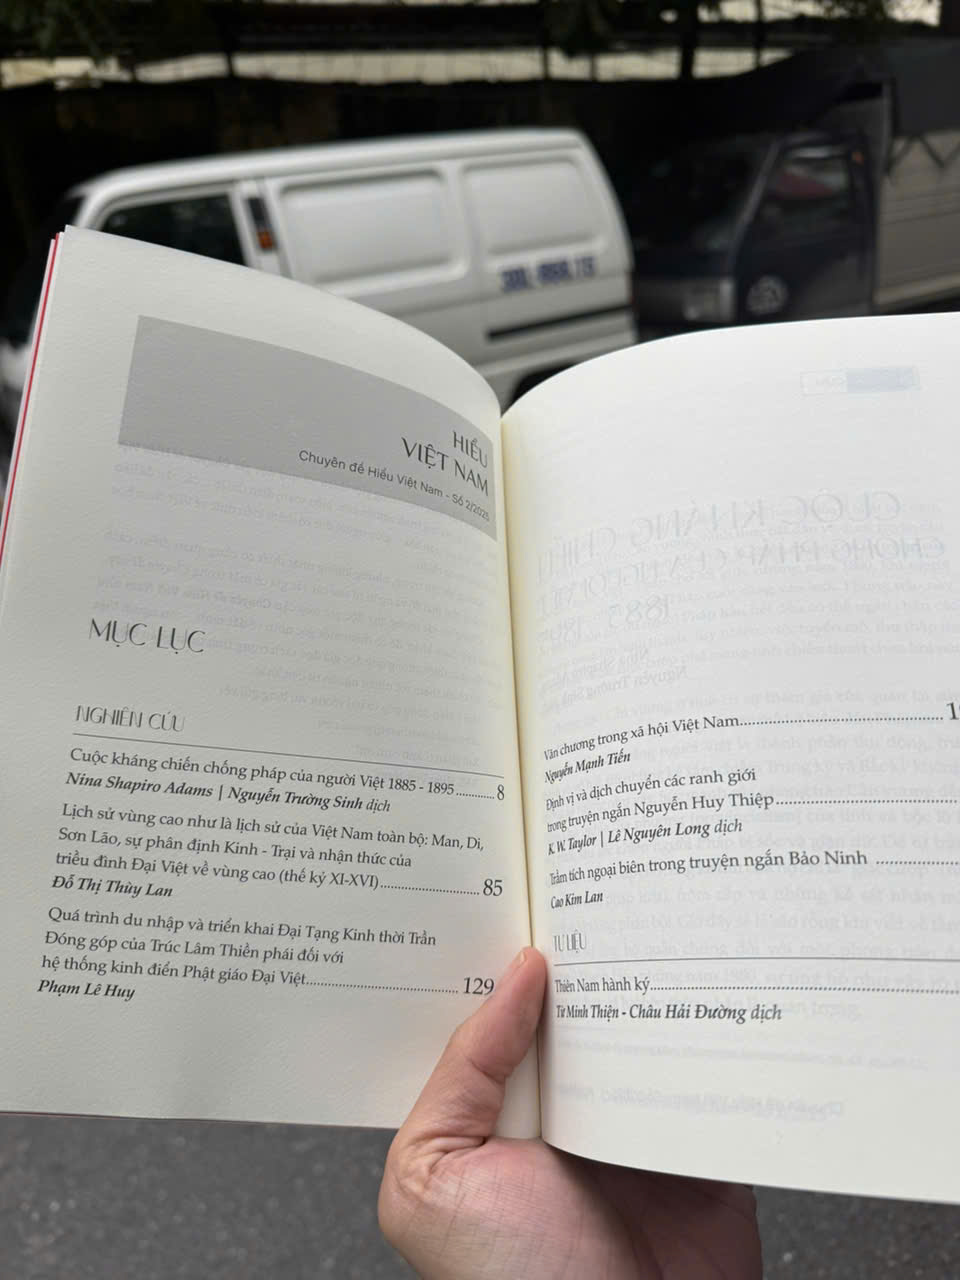 HIỂU
VIỆT NAM
Chuyên đề Hiểu Việt Nam - Số 2/2025
MỤC LỤC
NGHIÊN CỨU
Cuộc kháng chiến chống pháp của người Việt 1885 - 1895............8
Nina Shapiro Adams | Nguyễn Trường Sinh dịch
Lịch sử vùng cao như là lịch sử của Việt Nam toàn bộ: Man, Di,
Sơn Lão, sự phân định Kinh - Trại và nhận thức của
triều đình Đại Việt về vùng cao (thế kỷ XI-XVI)........................85
Đỗ Thị Thùy Lan
Quá trình du nhập và triển khai Đại Tạng Kinh thời Trần
Đóng góp của Trúc Lâm Thiền phái đối với
hệ thống kinh điển Phật giáo Đại Việt.................................... 129
Phạm Lê Huy
Văn chương trong xã hội Việt Nam..................................................
Nguyễn Mạnh Tiến
Định vị và dịch chuyển các ranh giới
trong truyện ngắn Nguyễn Huy Thiệp..............................................
K. W. Taylor | Lê Nguyên Long dịch
Trầm tích ngoại biên trong truyện ngắn Bảo Ninh ....................
Cao Kim Lan
TƯ LIỆU
Thiên Nam hành ký..................................................................
Từ Minh Thiện - Châu Hải Đường dịch